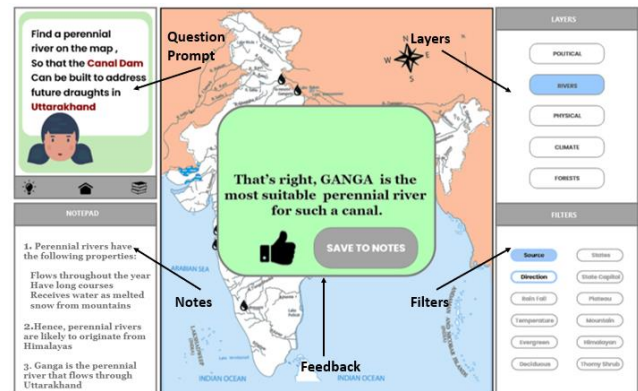 Find a perennial
river on the map ,
So that the Canal Dam
Can be built to address
future draughts in
Uttarakhand
Question
Prompt
Layers
LAYERS
POLITICAL
RIVERS
PHYSICAL
CLIMATE
FORESTS
N
W
E
S
That's right, GANGA is the
most suitable perennial river
for such a canal.
SAVE TO NOTES
NOTEPAD
1. Perennial rivers have
the following properties:
Flows throughout the year
Have long courses
Receives water as melted
snow from mountains
2.Hence, perennial rivers
are likely to originate from
Himalayas
3. Ganga is the perennial
river that flows through
Uttarakhand
Notes
Filters
Feedback
FILTERS
Source
States
Direction
State Capital
Rain Fall
Plateau
Temperature
Mountain
Evergreen
Himalayan
Deciduous
Thorny Shrub
ARABIAN SEA
INDIAN OCEAN
INDIAN OCEAN